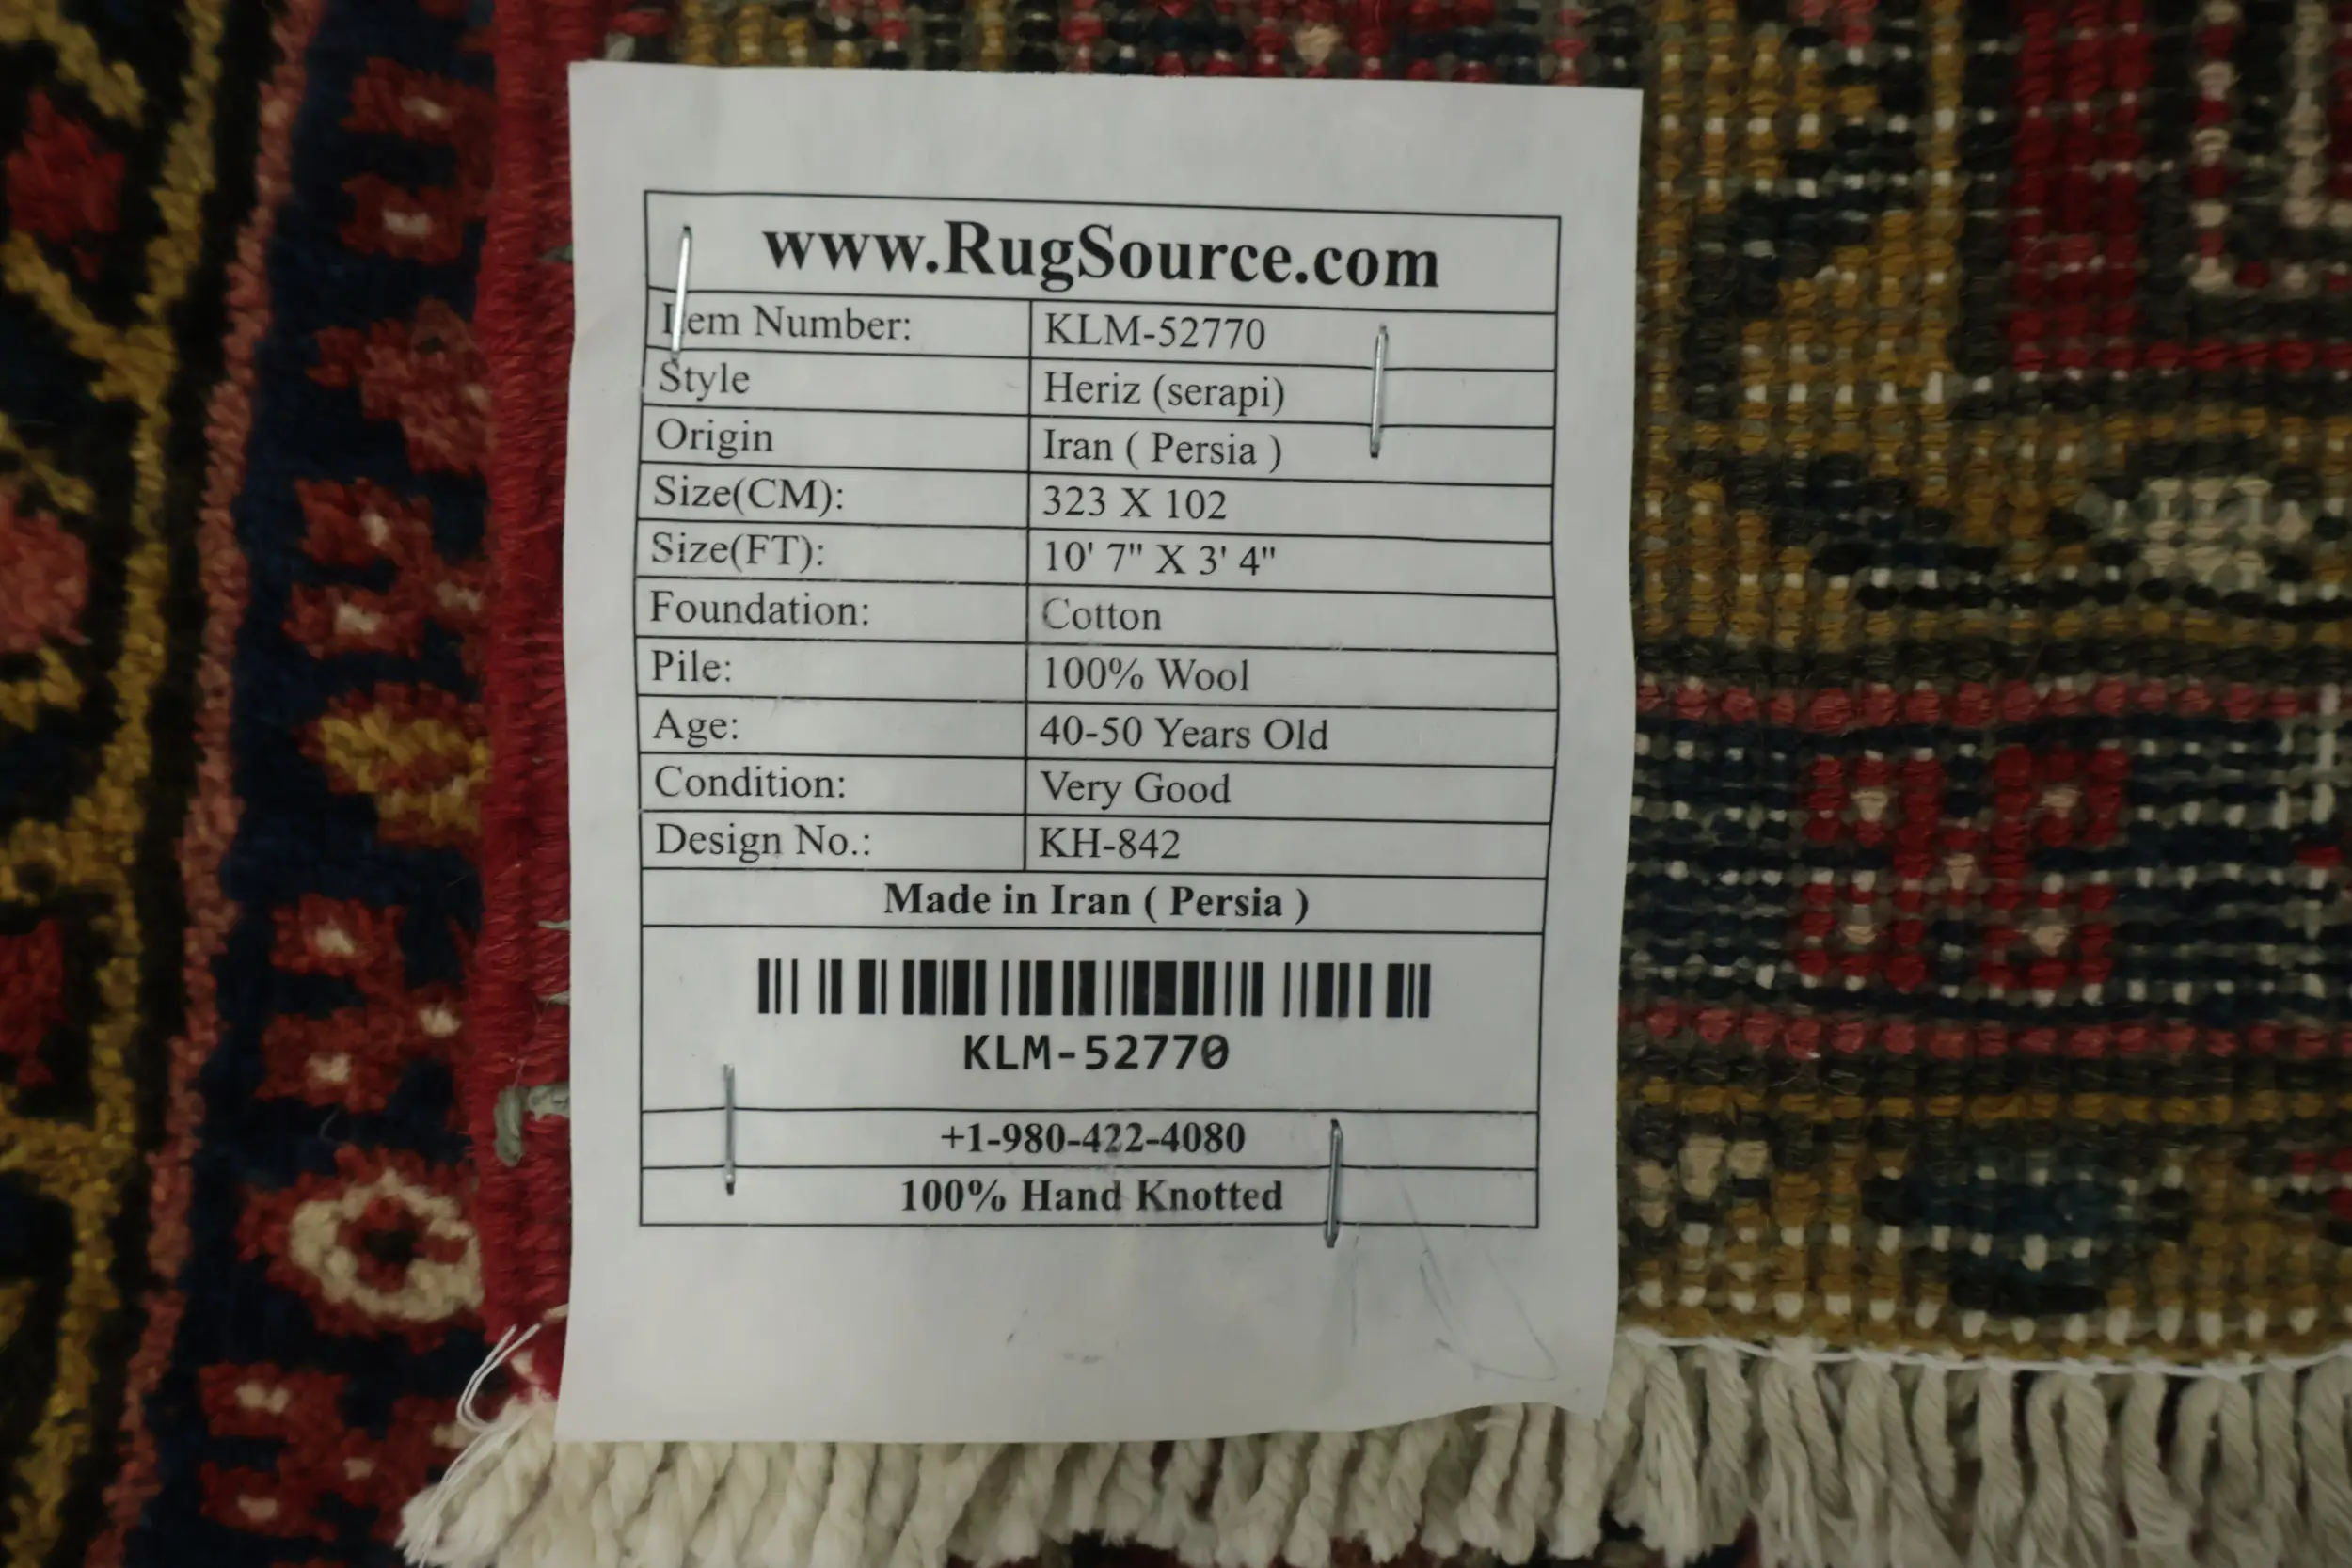 www.RugSource.com
Item Number: KLM-52770
Style Heriz (serapi)
Origin Iran ( Persia )
Size(CM): 323 X 102
Size(FT): 10' 7" X 3' 4"
Foundation: Cotton
Pile: 100% Wool
Age: 40-50 Years Old
Condition: Very Good
Design No.: KH-842
Made in Iran ( Persia )
KLM-52770
+1-980-422-4080
100% Hand Knotted